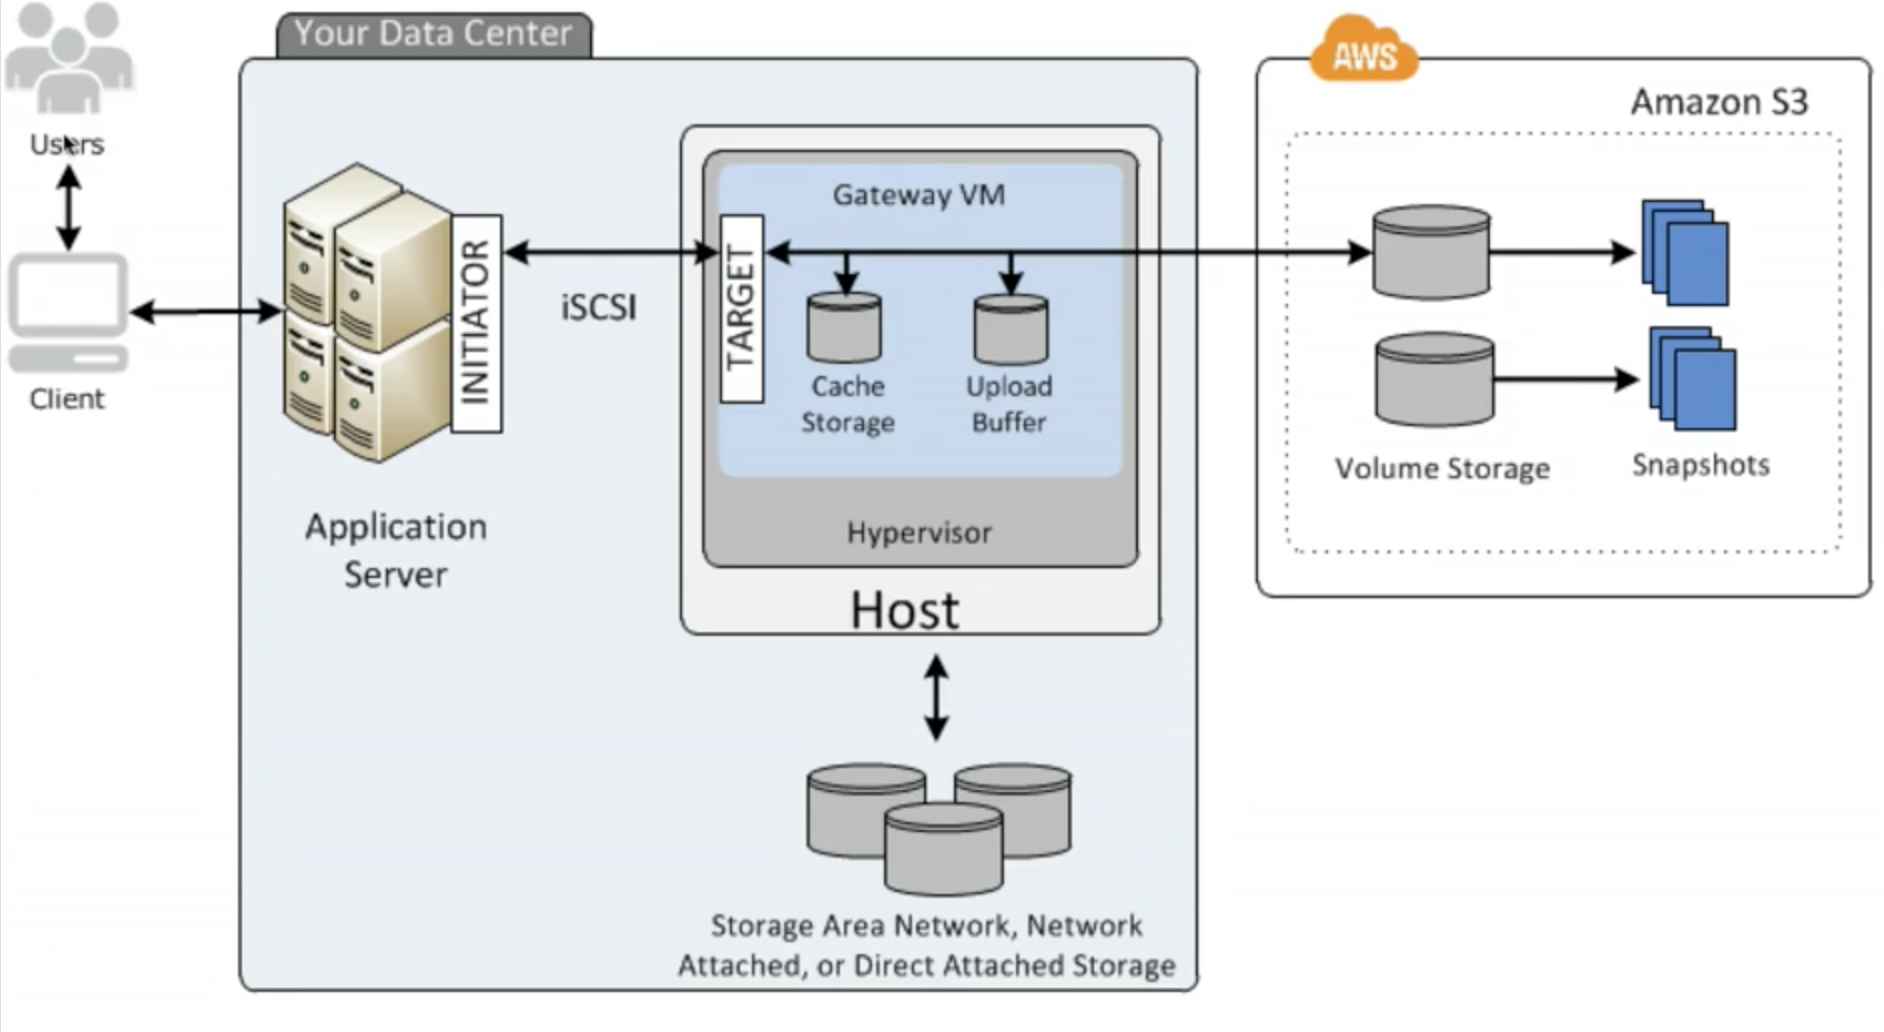 Your Data Center
AWS
Amazon S3
Users
Client
INITIATOR
iSCSI
TARGET
Gateway VM
Cache
Storage
Upload
Buffer
Hypervisor
Host
Application
Server
Volume Storage
Snapshots
Storage Area Network, Network
Attached, or Direct Attached Storage